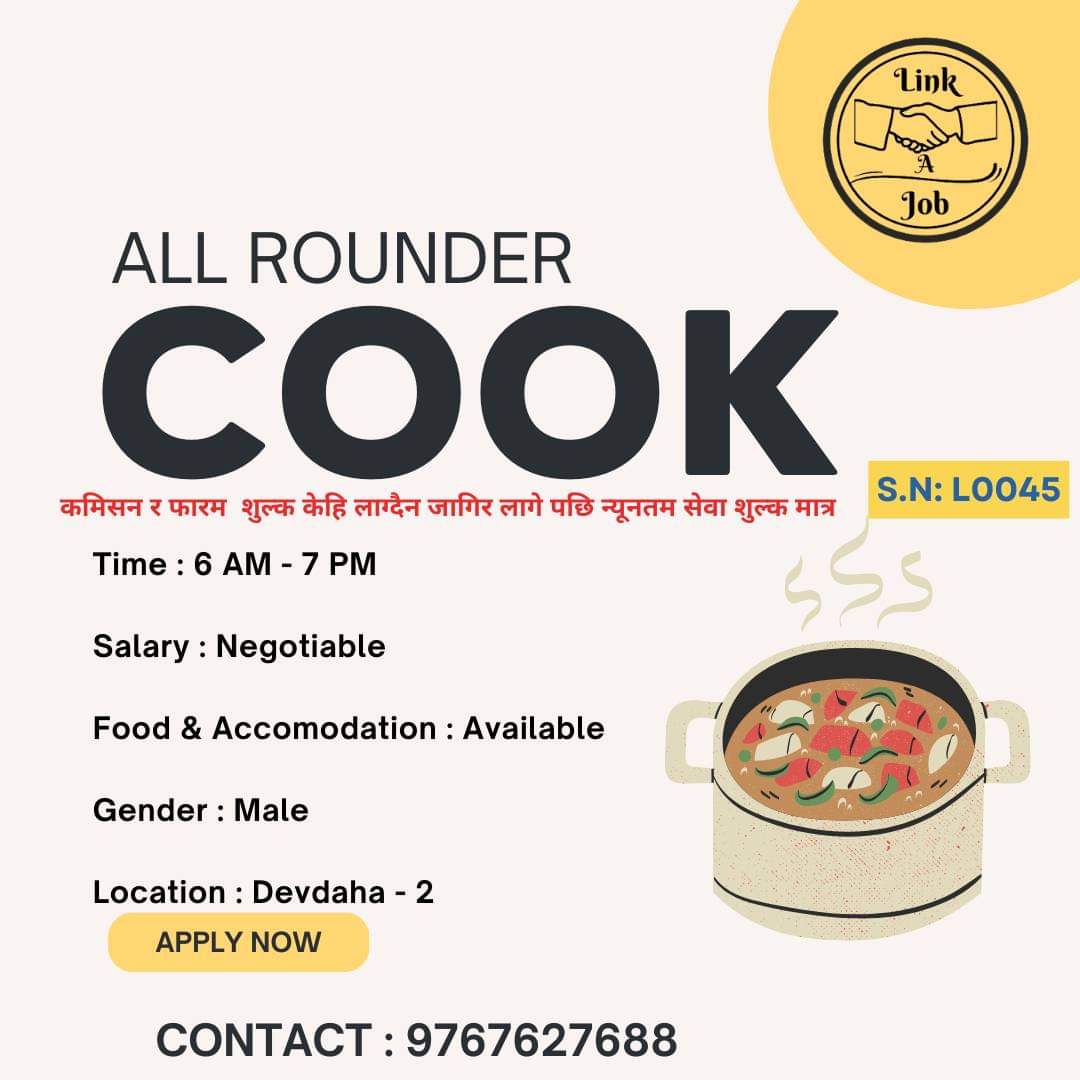 Link
A
Job
ALL ROUNDER
COOK
कमिसन र फारम शुल्क केहि लाग्दैन जागिर लागे पछि न्यूनतम सेवा शुल्क मात्र
S.N: L0045
Time : 6 AM - 7 PM
Salary : Negotiable
Food & Accomodation : Available
Gender : Male
Location : Devdaha - 2
APPLY NOW
CONTACT : 9767627688